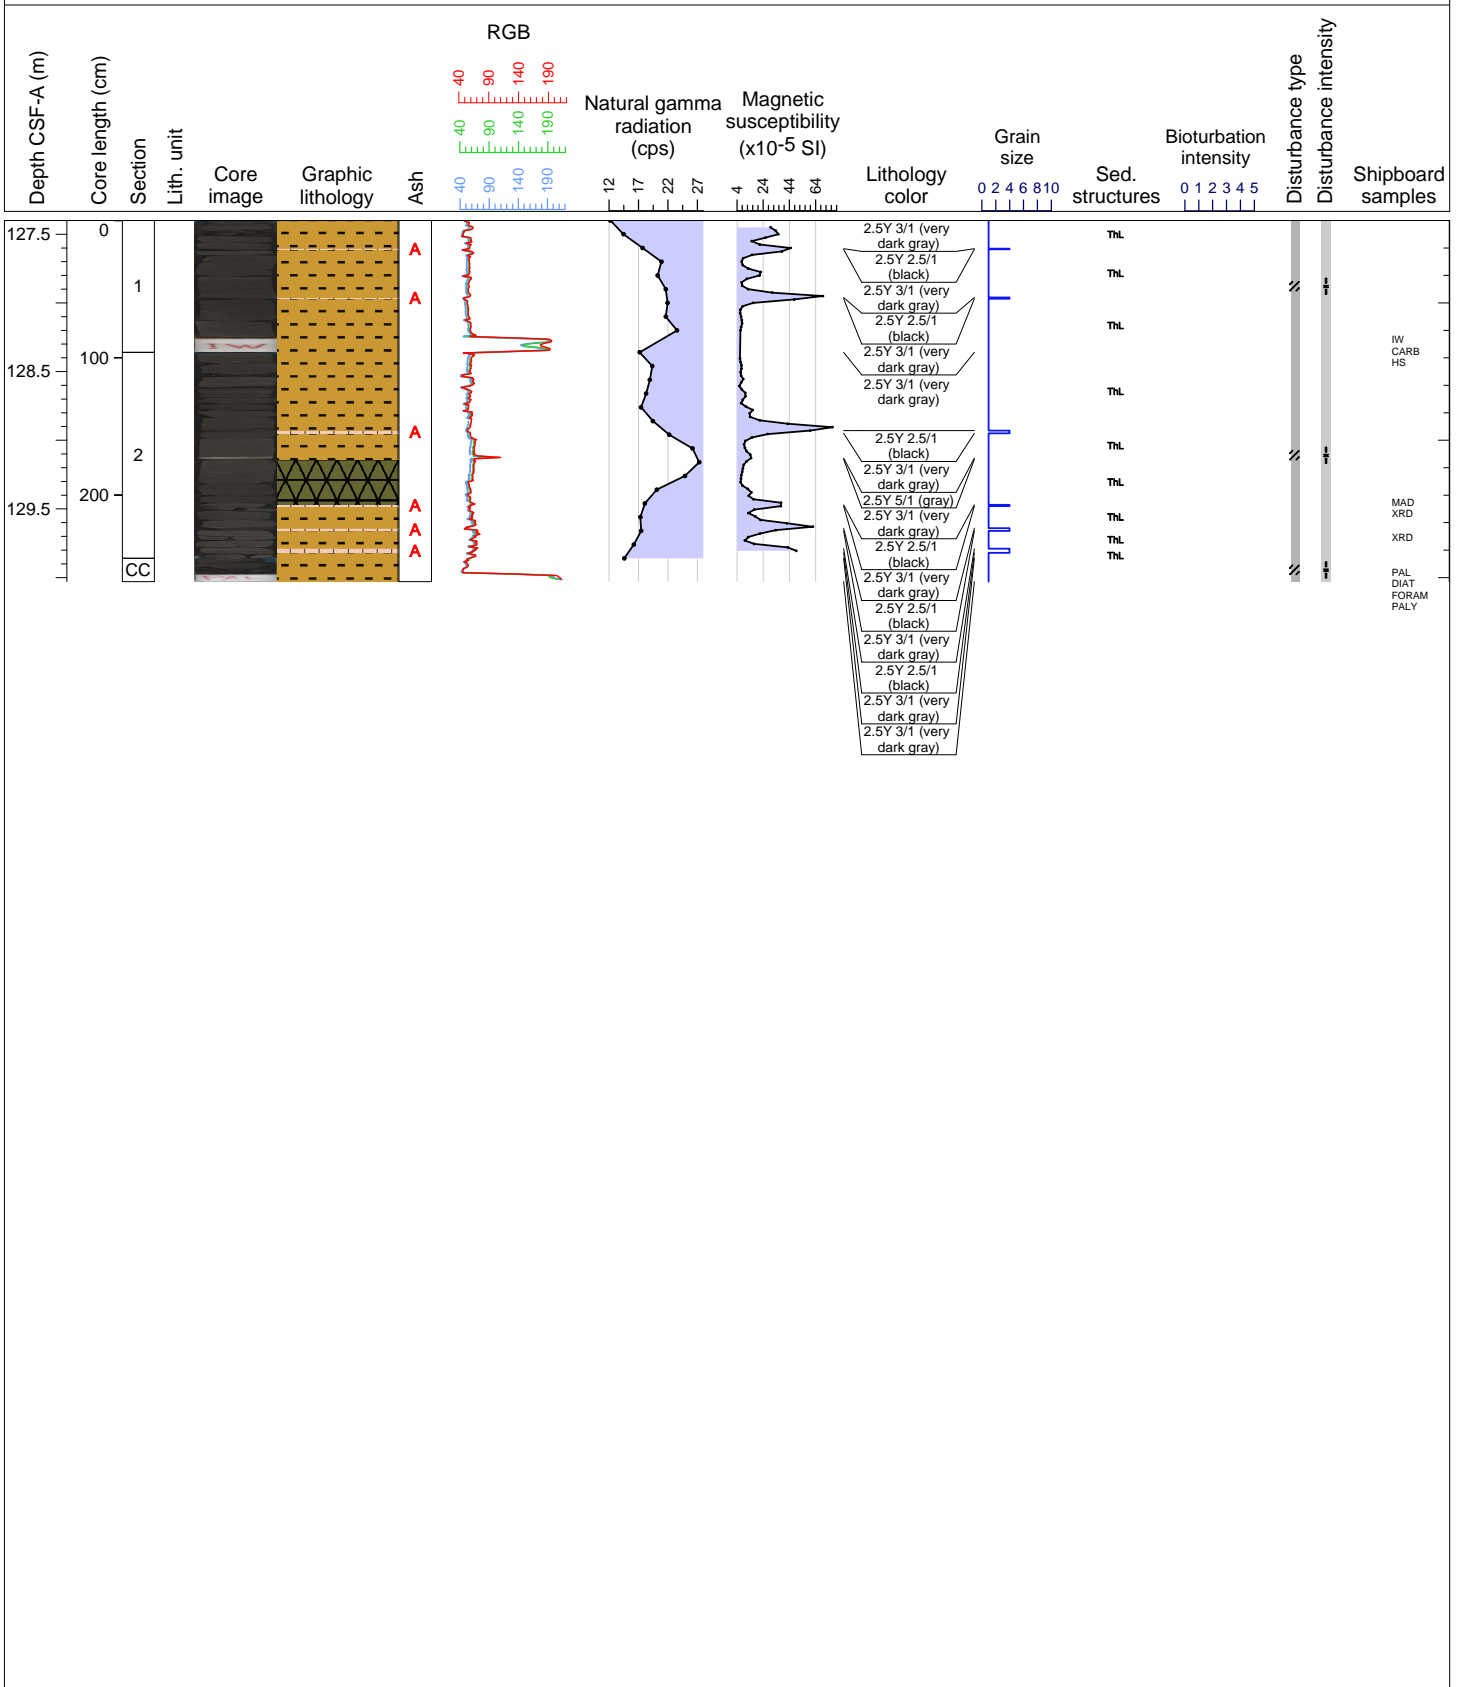 RGB
Depth CSF-A (m)
Core length (cm)
Section
Lith. unit
Core
image
Graphic
lithology
Ash
40 90 140 190
40 90 140 190
40 90 140 190
Natural gamma
radiation
(cps)
12 17 22 27
Magnetic
susceptibility
(x10-5 SI)
4 24 44 64
Lithology
color
Grain
size
0 2 4 6 8 10
Sed.
structures
Bioturbation
intensity
0 1 2 3 4 5
Disturbance type
Disturbance intensity
Shipboard
samples
127.5
128.5
129.5
0
100
200
1
2
CC
IW
PAL
A
A
A
A
A
A
2.5Y 3/1 (very
dark gray)
2.5Y 2.5/1
(black)
2.5Y 3/1 (very
dark gray)
2.5Y 2.5/1
(black)
2.5Y 3/1 (very
dark gray)
2.5Y 3/1 (very
dark gray)
2.5Y 2.5/1
(black)
2.5Y 3/1 (very
dark gray)
2.5Y 5/1 (gray)
2.5Y 3/1 (very
dark gray)
2.5Y 2.5/1
(black)
2.5Y 3/1 (very
dark gray)
2.5Y 2.5/1
(black)
2.5Y 3/1 (very
dark gray)
2.5Y 2.5/1
(black)
2.5Y 3/1 (very
dark gray)
2.5Y 3/1 (very
dark gray)
ThL
ThL
ThL
ThL
ThL
ThL
ThL
ThL
ThL
IW
CARB
HS
MAD
XRD
XRD
PAL
DIAT
FORAM
PALY